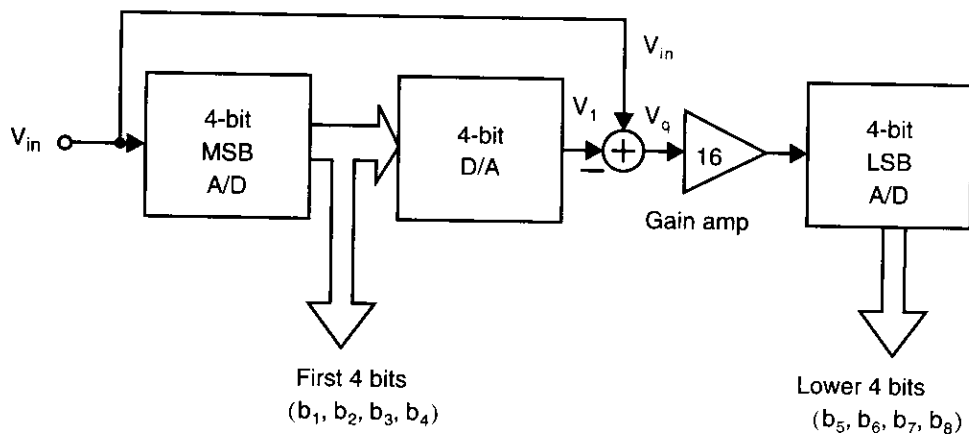 V_in
4-bit
MSB
A/D
4-bit
D/A
V_1
V_in
+
−
V_q
16
Gain amp
4-bit
LSB
A/D
First 4 bits
(b_1, b_2, b_3, b_4)
Lower 4 bits
(b_5, b_6, b_7, b_8)